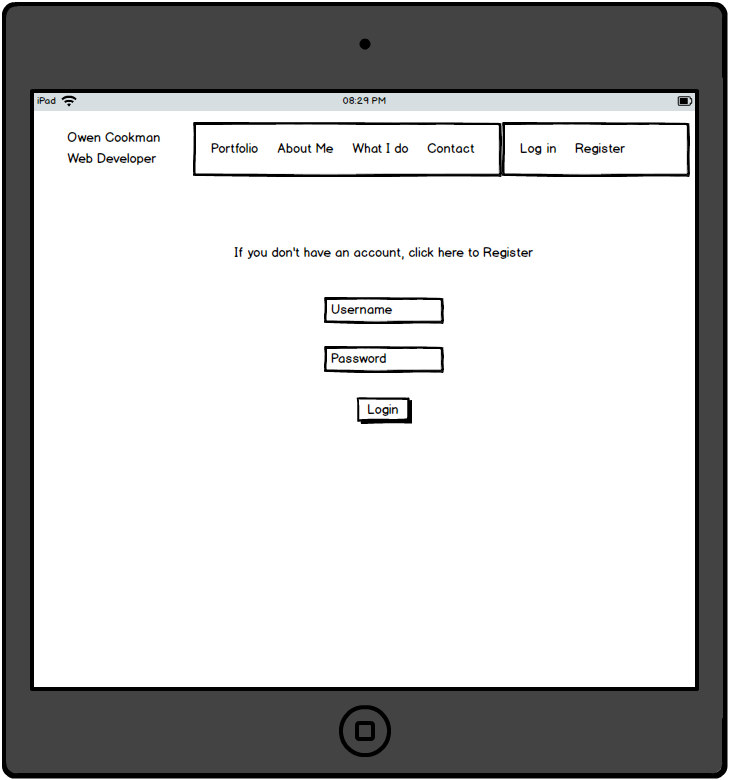 iPad 08:29 PM
Owen Cookman
Web Developer
Portfolio About Me What I do Contact Log in Register
If you don't have an account, click here to Register
Username
Password
Login